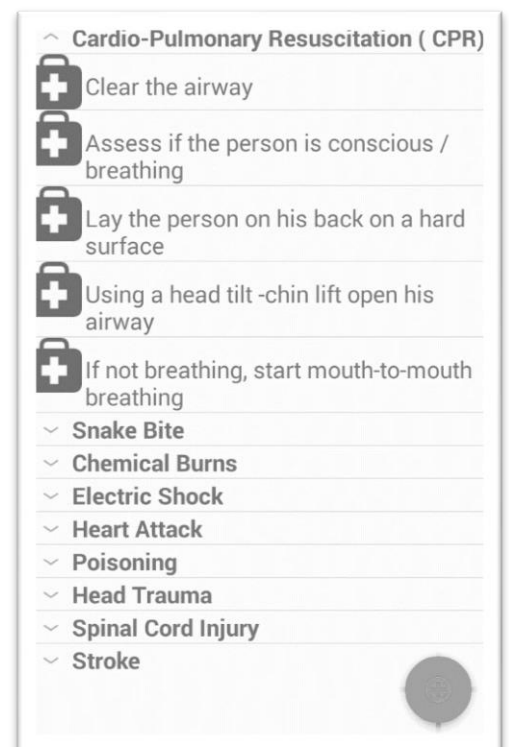 Cardio-Pulmonary Resuscitation ( CPR)
Clear the airway
Assess if the person is conscious /
breathing
Lay the person on his back on a hard
surface
Using a head tilt -chin lift open his
airway
If not breathing, start mouth-to-mouth
breathing
Snake Bite
Chemical Burns
Electric Shock
Heart Attack
Poisoning
Head Trauma
Spinal Cord Injury
Stroke